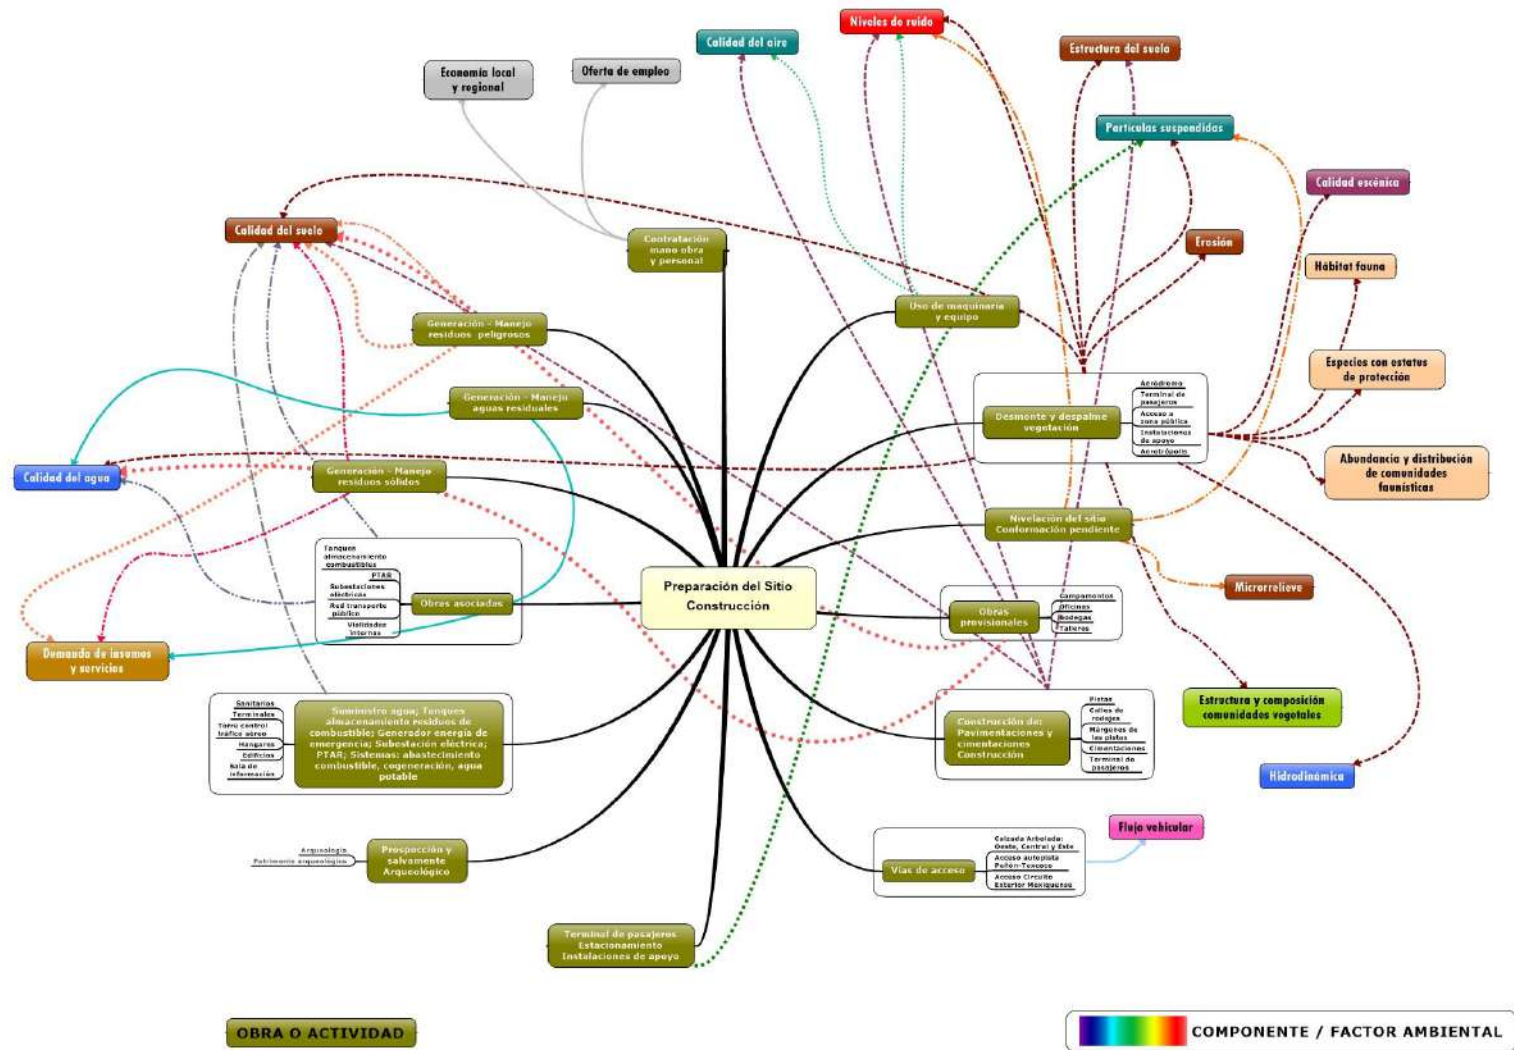 Niveles de ruido
Calidad del aire
Estructura del suelo
Economía local
y regional
Oferta de empleo
Partículas suspendidas
Calidad escénica
Calidad del suelo
Contratación
mano obra
y personal
Erosión
Hábitat fauna
Uso de maquinaria
y equipo
Generación - Manejo
residuos peligrosos
Especies con estatus
de protección
Generación - Manejo
aguas residuales
Desmonte y despalme
vegetación
Aeródromo
Terminal de
pasajeros
Acceso a
zona pública
Instalaciones
de apoyo
Aerotrópolis
Abundancia y distribución
de comunidades
faunísticas
Calidad del agua
Generación - Manejo
residuos sólidos
Nivelación del sitio
Conformación pendiente
Tanques
almacenamiento
combustibles
PTAR
Subestaciones
eléctricas
Red transporte
público
Vialidades
internas
Obras asociadas
Preparación del Sitio
Construcción
Obras
provisionales
Campamentos
Oficinas
Bodegas
Talleres
Microrrelieve
Demanda de insumos
y servicios
Estructura y composición
comunidades vegetales
Sanitarios
Terminales
Torre control
tráfico aéreo
Hangares
Edificios
Sala de
información
Suministro agua; Tanques
almacenamiento residuos de
combustible; Generador energía de
emergencia; Subestación eléctrica;
PTAR; Sistemas: abastecimiento
combustible, cogeneración, agua
potable
Construcción de:
Pavimentaciones y
cimentaciones
Construcción
Pistas
Calles de
rodajes
Márgenes de
las pistas
Cimentaciones
Terminal de
pasajeros
Hidrodinámica
Flujo vehicular
Arqueología
Patrimonio arqueológico
Prospección y
salvamento
Arqueológico
Vías de acceso
Calzada Arbolada:
Oeste, Central y Este
Acceso autopista
Peñón-Texcoco
Acceso Circuito
Exterior Mexiquense
Terminal de pasajeros
Estacionamiento
Instalaciones de apoyo
OBRA O ACTIVIDAD
COMPONENTE / FACTOR AMBIENTAL